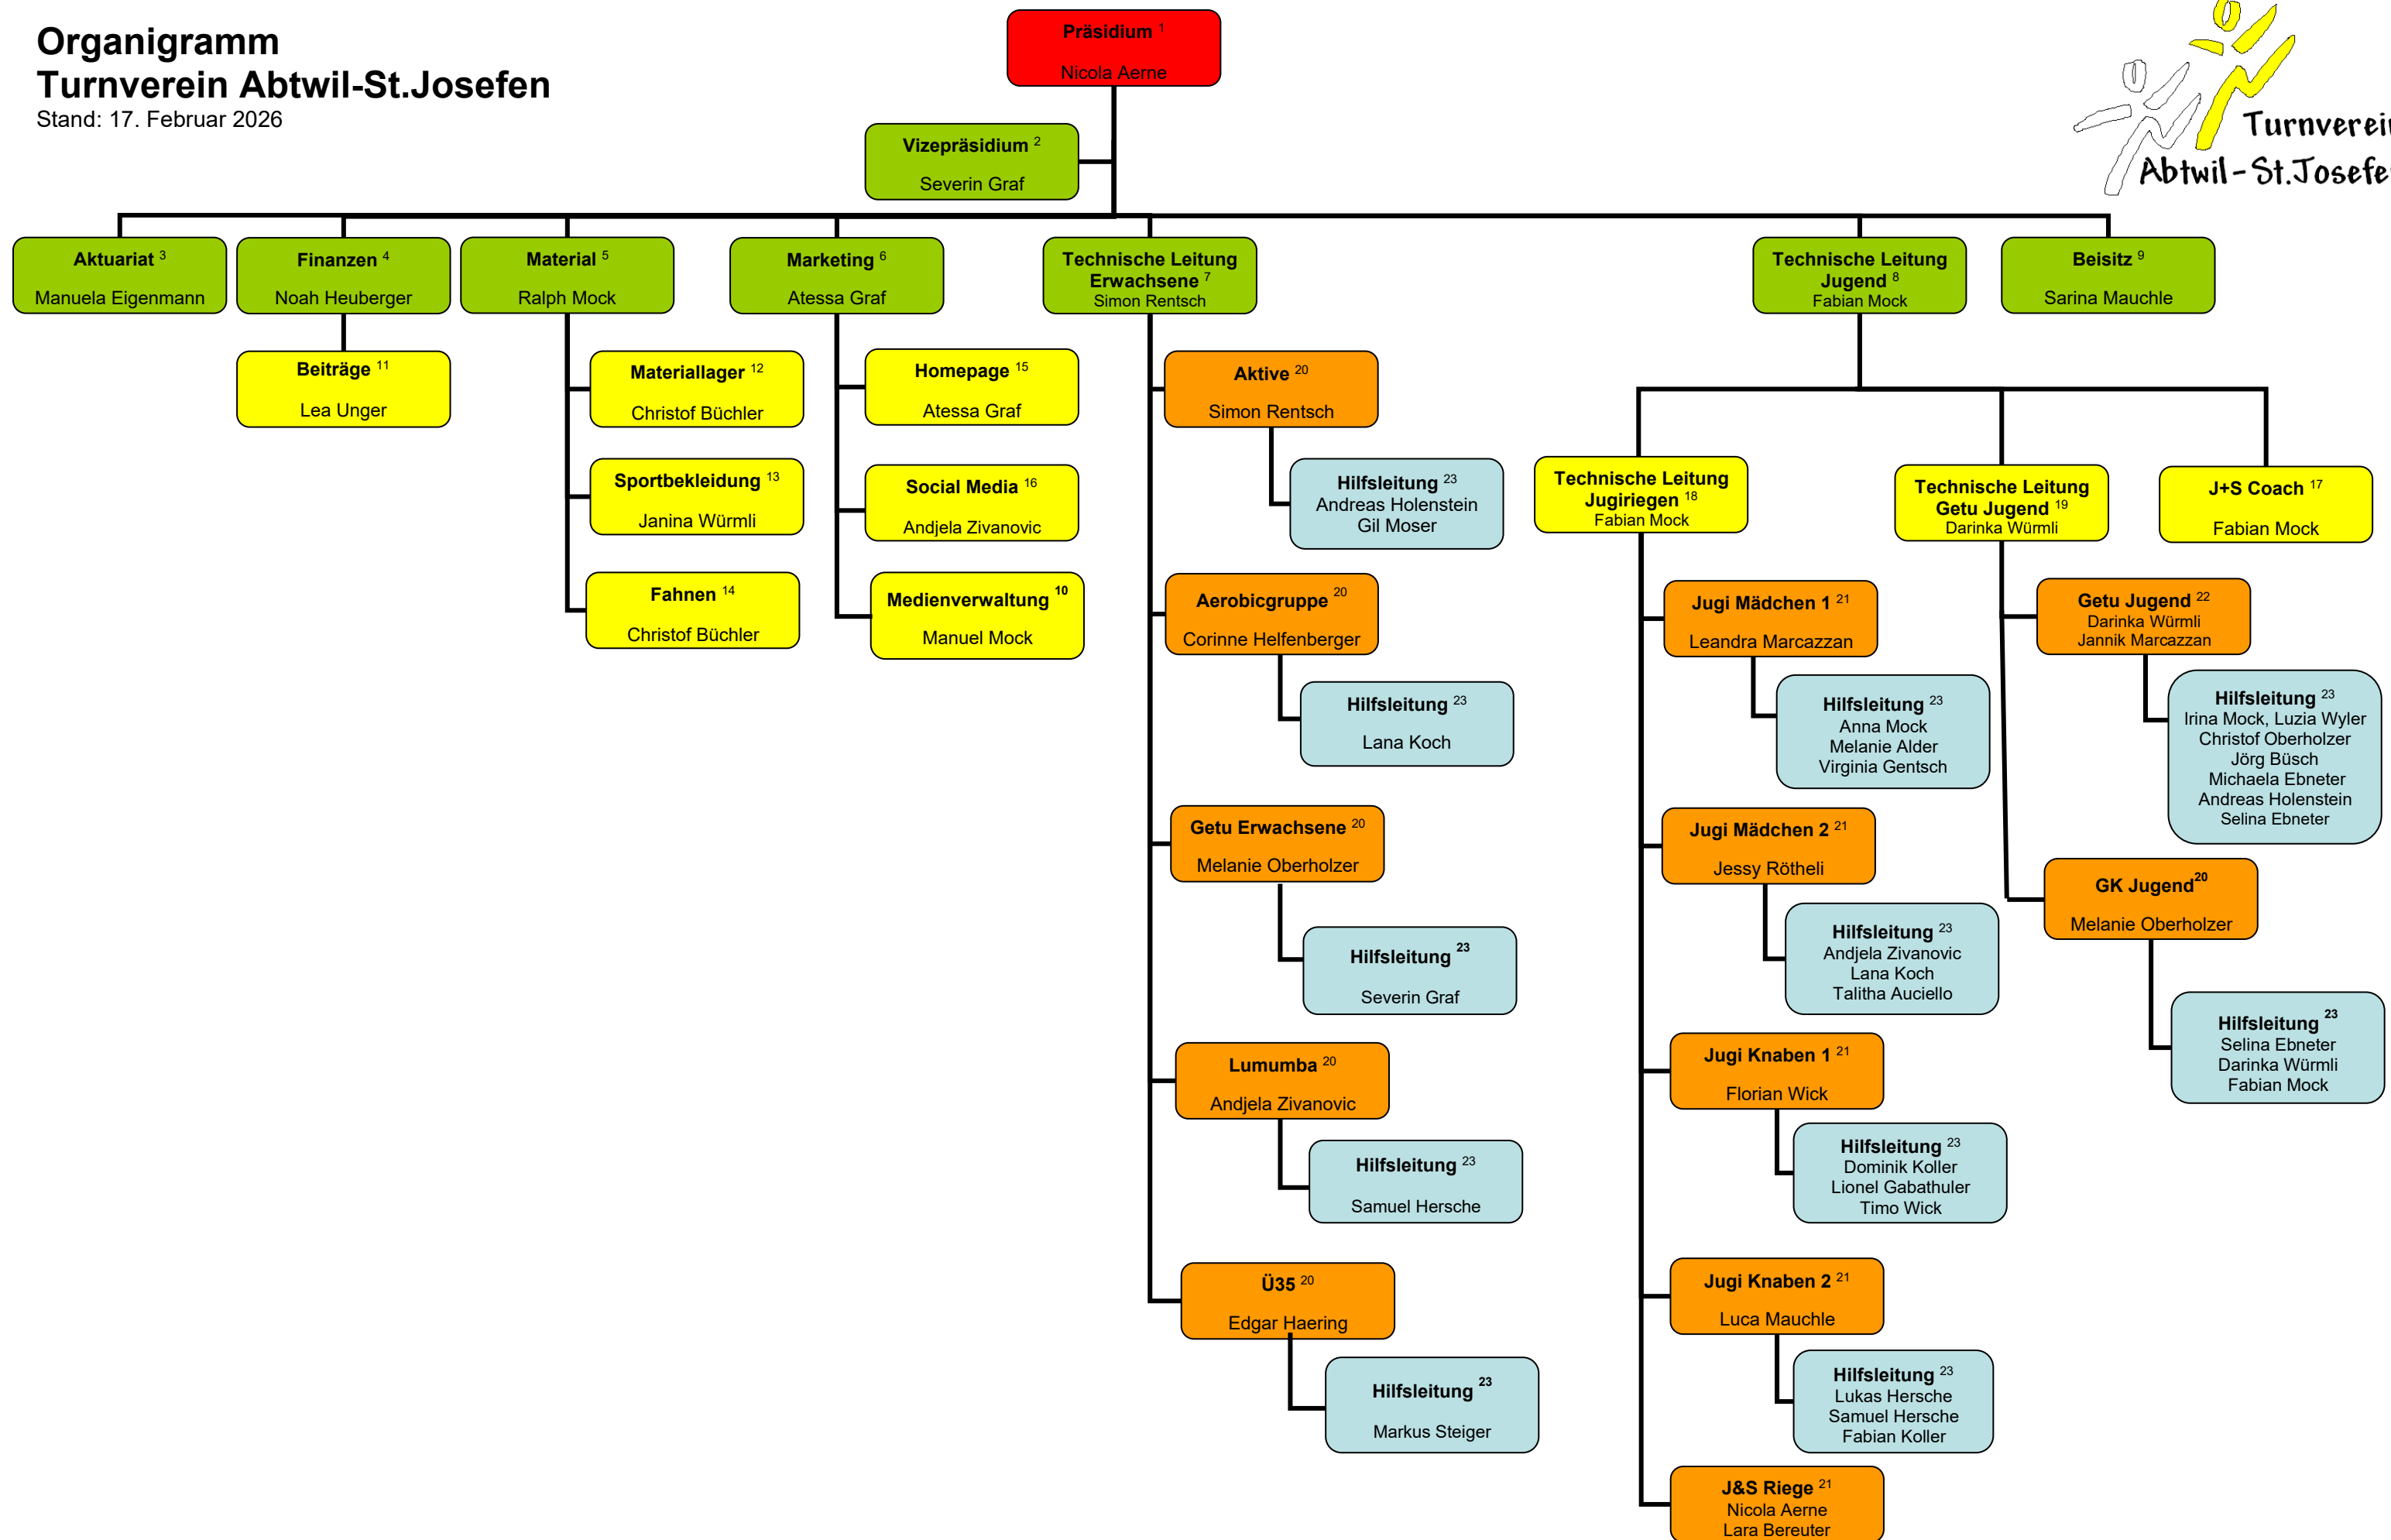 Organigramm
Turnverein Abtwil-St.Josefen
Stand: 17. Februar 2026
Präsidium 1
Nicola Aerne
Turnverein
Abtwil-St.Josefe
Vizepräsidium 2
Severin Graf
Aktuariat 3
Manuela Eigenmann
Finanzen 4
Noah Heuberger
Material 5
Ralph Mock
Marketing 6
Atessa Graf
Technische Leitung
Erwachsene 7
Simon Rentsch
Technische Leitung
Jugend 8
Fabian Mock
Beisitz 9
Sarina Mauchle
Beiträge 11
Lea Unger
Materiallager 12
Christof Büchler
Sportbekleidung 13
Janina Würmli
Fahnen 14
Christof Büchler
Homepage 15
Atessa Graf
Social Media 16
Andjela Zivanovic
Medienverwaltung 10
Manuel Mock
Aktive 20
Simon Rentsch
Hilfsleitung 23
Andreas Holenstein
Gil Moser
Aerobicgruppe 20
Corinne Helfenberger
Hilfsleitung 23
Lana Koch
Getu Erwachsene 20
Melanie Oberholzer
Hilfsleitung 23
Severin Graf
Lumumba 20
Andjela Zivanovic
Hilfsleitung 23
Samuel Hersche
Ü35 20
Edgar Haering
Hilfsleitung 23
Markus Steiger
Technische Leitung
Jugiriegen 18
Fabian Mock
Jugi Mädchen 1 21
Leandra Marcazzan
Hilfsleitung 23
Anna Mock
Melanie Alder
Virginia Gentsch
Jugi Mädchen 2 21
Jessy Rötheli
Hilfsleitung 23
Andjela Zivanovic
Lana Koch
Talitha Auciello
Jugi Knaben 1 21
Florian Wick
Hilfsleitung 23
Dominik Koller
Lionel Gabathuler
Timo Wick
Jugi Knaben 2 21
Luca Mauchle
Hilfsleitung 23
Lukas Hersche
Samuel Hersche
Fabian Koller
J&S Riege 21
Nicola Aerne
Lara Bereuter
Technische Leitung
Getu Jugend 19
Darinka Würmli
Getu Jugend 22
Darinka Würmli
Jannik Marcazzan
Hilfsleitung 23
Irina Mock, Luzia Wyler
Christof Oberholzer
Jörg Büsch
Michaela Ebneter
Andreas Holenstein
Selina Ebneter
GK Jugend20
Melanie Oberholzer
Hilfsleitung 23
Selina Ebneter
Darinka Würmli
Fabian Mock
J+S Coach 17
Fabian Mock